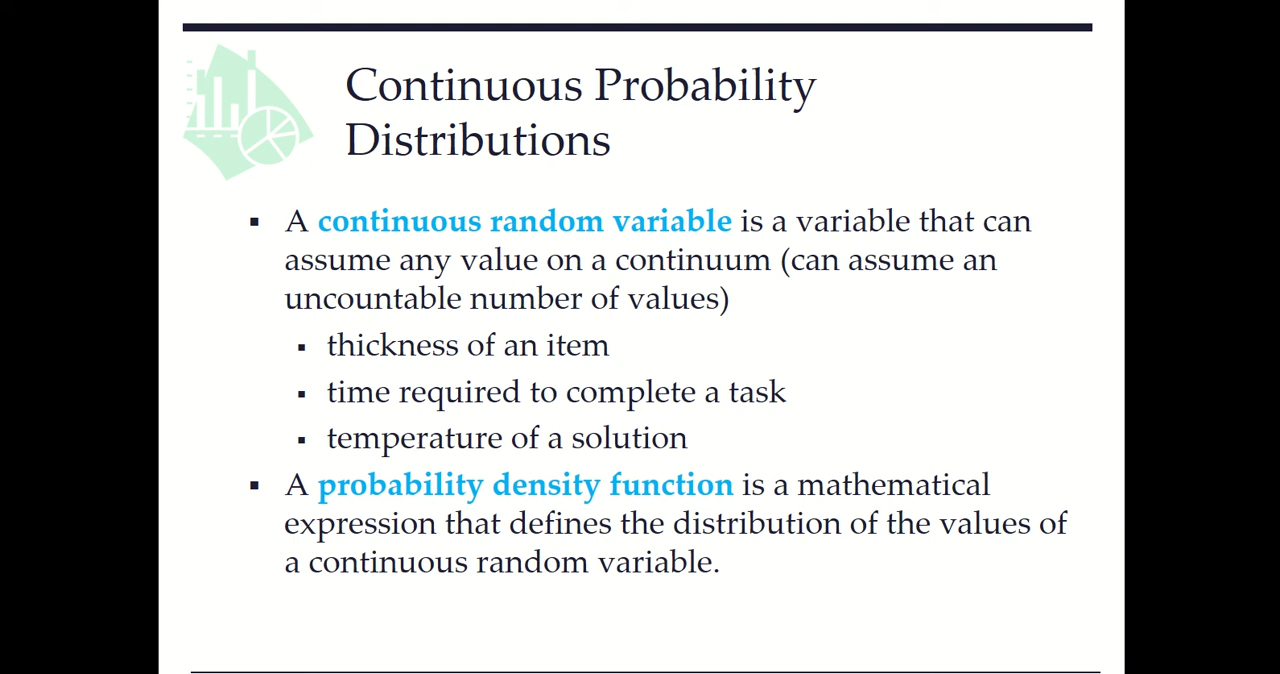 Continuous Probability
Distributions
▪ A continuous random variable is a variable that can
assume any value on a continuum (can assume an
uncountable number of values)
▪ thickness of an item
▪ time required to complete a task
▪ temperature of a solution
▪ A probability density function is a mathematical
expression that defines the distribution of the values of
a continuous random variable.